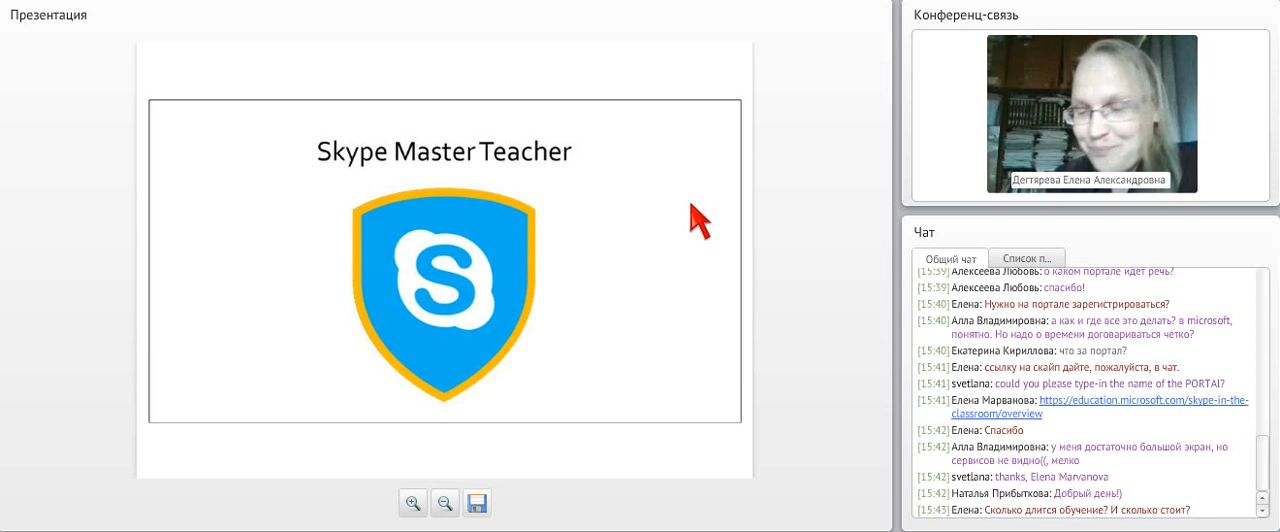 Презентация
Skype Master Teacher
S
Конференц-связь
Дегтярева Елена Александровна
Чат
Общий чат
Список п...
[15:39] Алексеева Любовь: о каком портале идет речь?
[15:39] Алексеева Любовь: спасибо!
[15:40] Елена: Нужно на портале зарегистрироваться?
[15:40] Алла Владимировна: а как и где все это делать? в microsoft,
понятно. Но надо о времени договариваться четко?
[15:40] Екатерина Кириллова: что за портал?
[15:41] Елена: ссылку на скайп дайте, пожалуйста, в чат.
[15:41] svetlana: could you please type-in the name of the PORTAl?
[15:41] Елена Марванова: https://education.microsoft.com/skype-in-the-
classroom/overview
[15:42] Елена: Спасибо
[15:42] Алла Владимировна: у меня достаточно большой экран, но
сервисов не видно((, мелко
[15:42] svetlana: thanks, Elena Marvanova
[15:42] Наталья Прибыткова: Добрый день!)
[15:43] Елена: Сколько длится обучение? И сколько стоит?